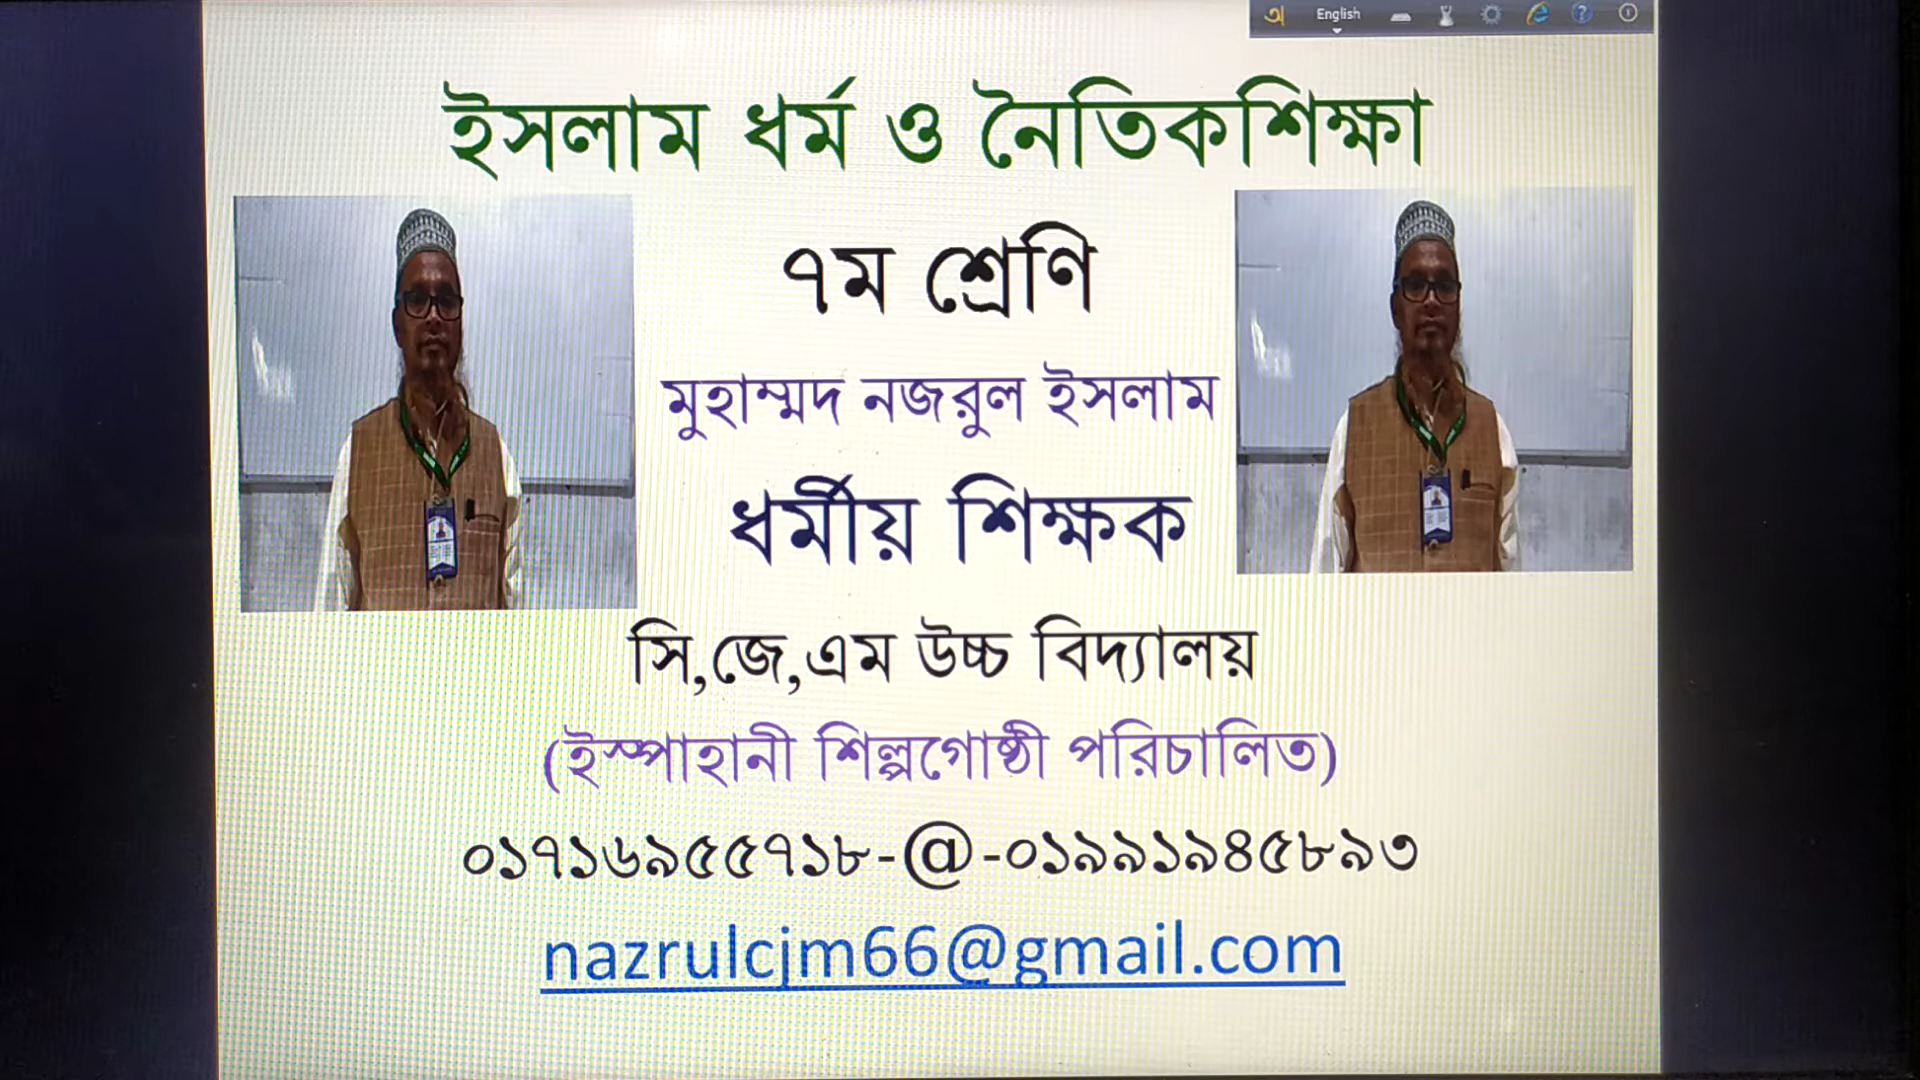 অ English
ইসলাম ধর্ম ও নৈতিকশিক্ষা
৭ম শ্রেণি
মুহাম্মদ নজরুল ইসলাম
ধর্মীয় শিক্ষক
সি,জে,এম উচ্চ বিদ্যালয়
(ইস্পাহানী শিল্পগোষ্ঠী পরিচালিত)
০১৭১৬৯৫৫৭১৮-@-০১৯৯১৯৪৫৮৯৩
nazrulcjm66@gmail.com